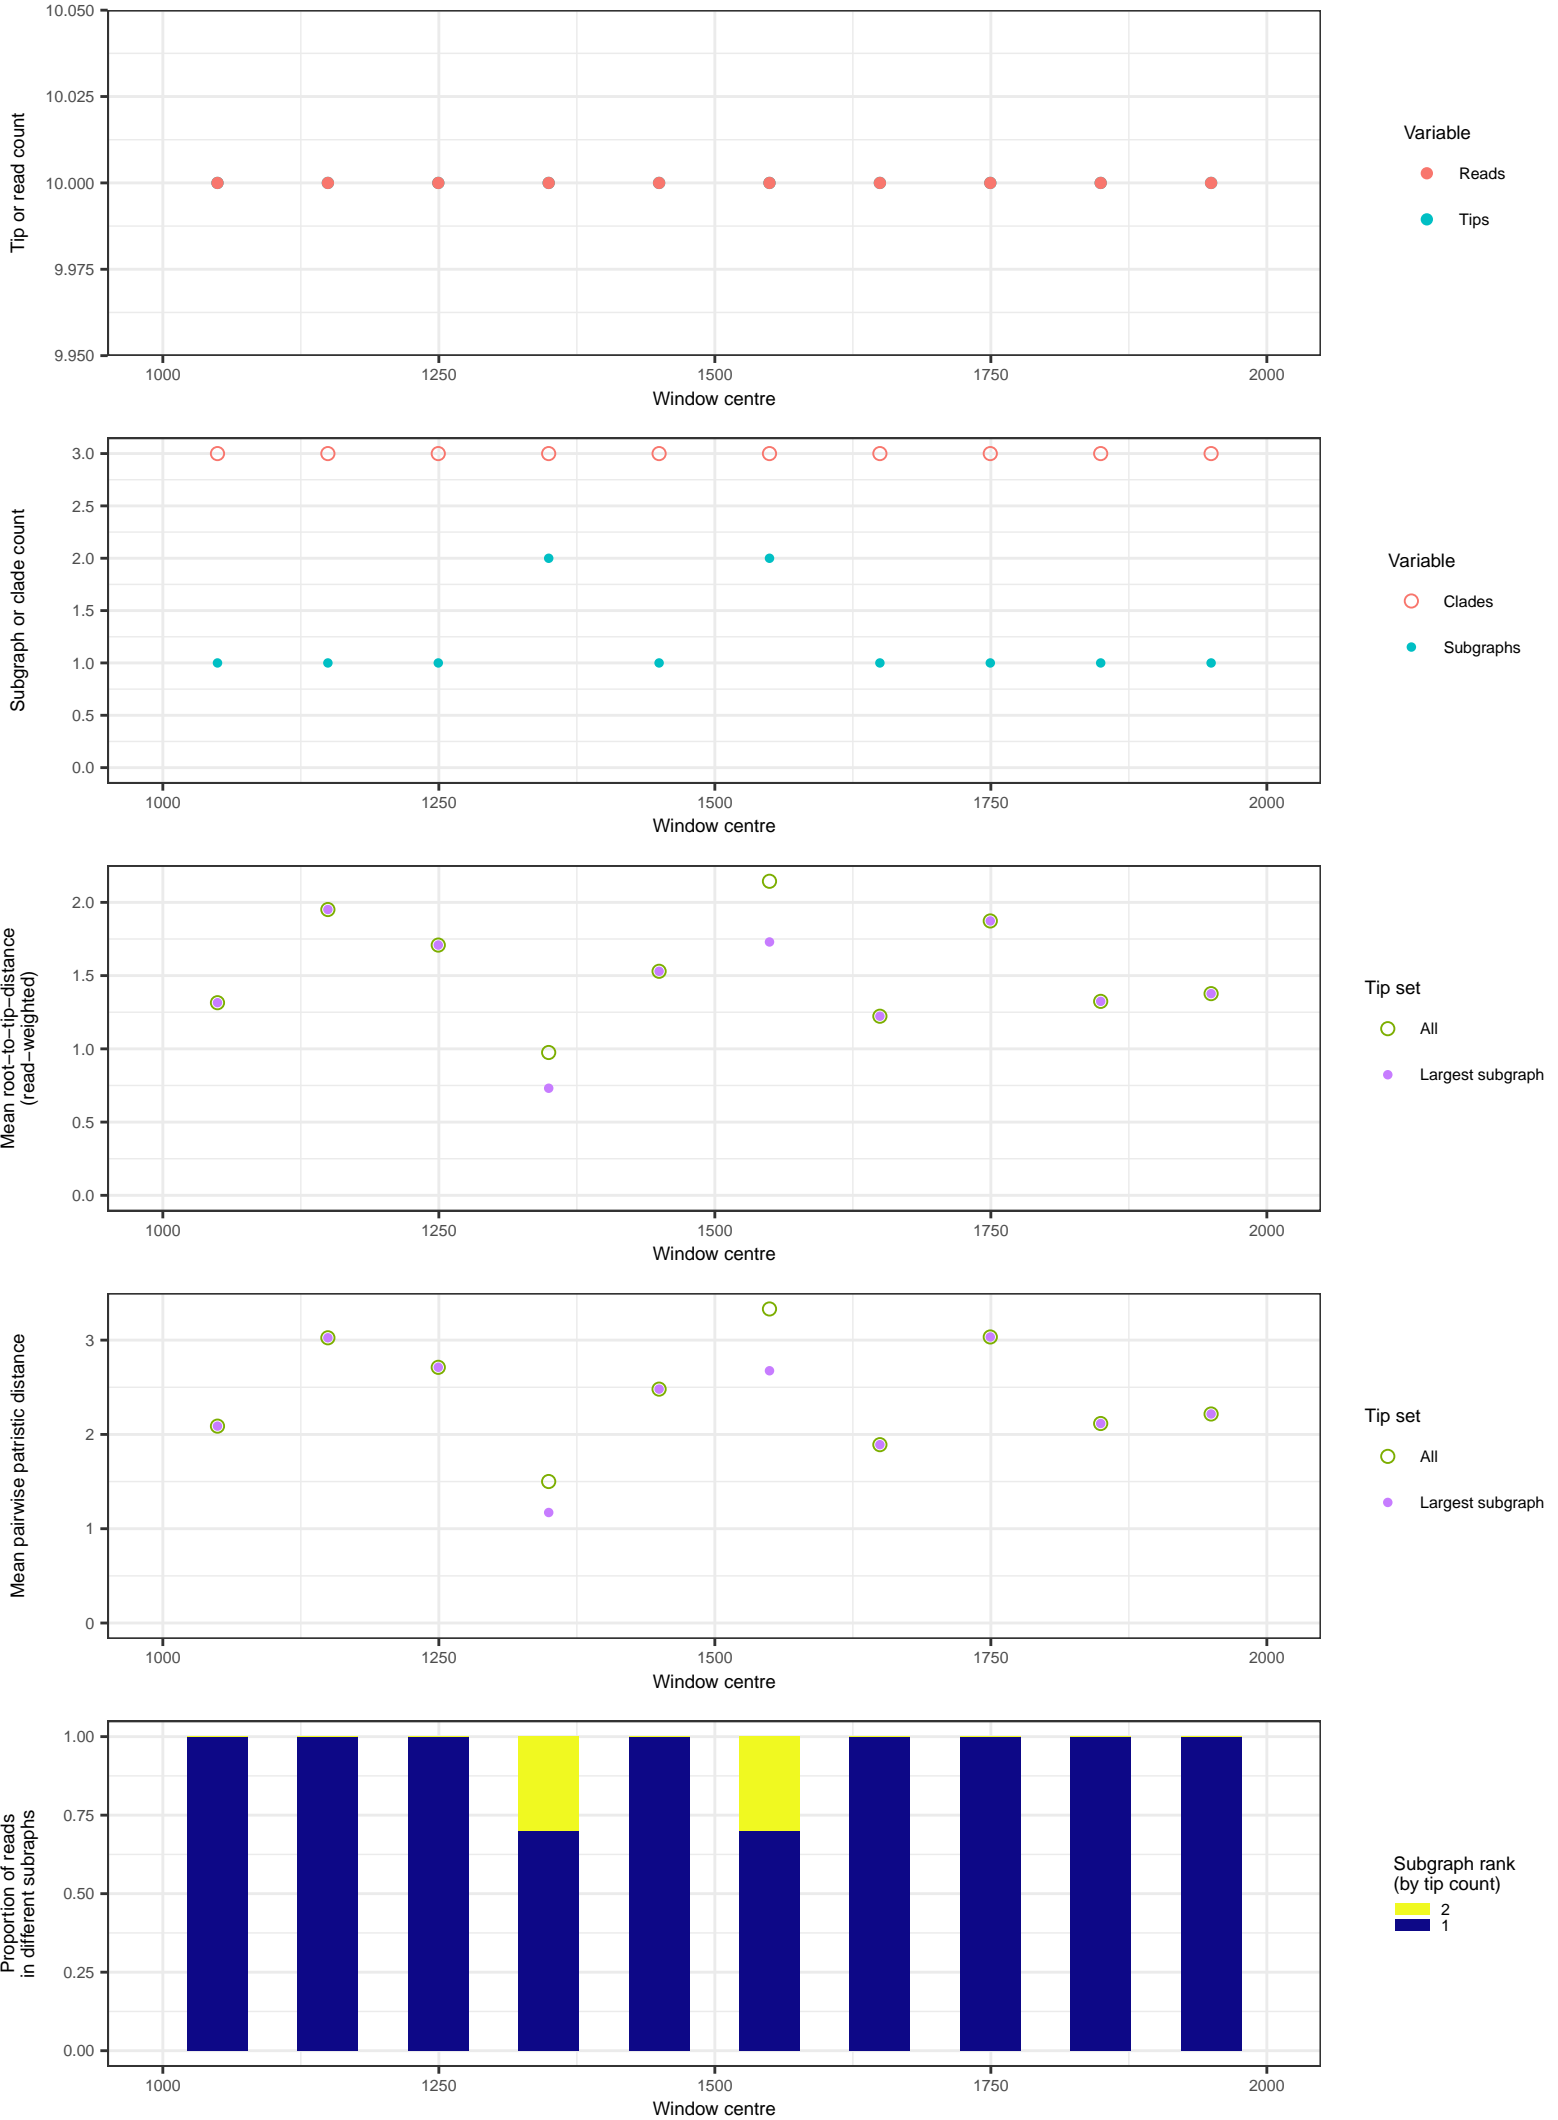 10.050
10.025
10.000
9.975
9.950
Tip or read count
1000 1250 1500 1750 2000
Window centre
Variable
Reads
Tips
3.0
2.5
2.0
1.5
1.0
0.5
0.0
Subgraph or clade count
1000 1250 1500 1750 2000
Window centre
Variable
Clades
Subgraphs
2.0
1.5
1.0
0.5
0.0
Mean root−to−tip−distance
(read−weighted)
1000 1250 1500 1750 2000
Window centre
Tip set
All
Largest subgraph
3
2
1
0
Mean pairwise patristic distance
1000 1250 1500 1750 2000
Window centre
Tip set
All
Largest subgraph
1.00
0.75
0.50
0.25
0.00
Proportion of reads
in different subraphs
1000 1250 1500 1750 2000
Window centre
Subgraph rank
(by tip count)
2
1